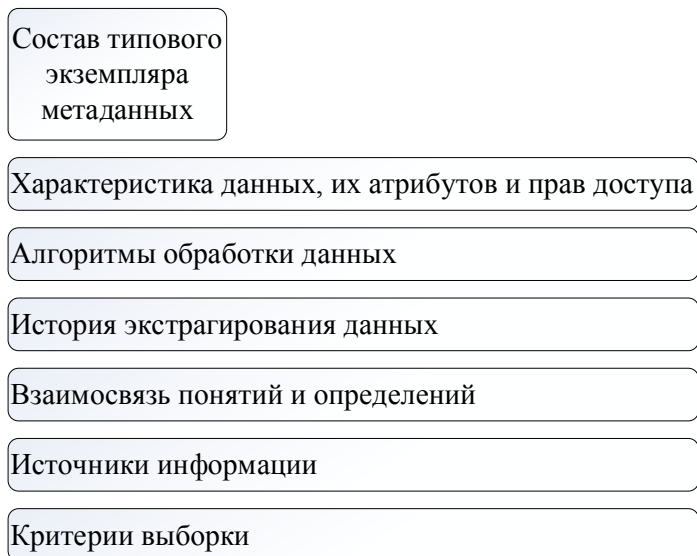 Состав типового
экземпляра
метаданных
Характеристика данных, их атрибутов и прав доступа
Алгоритмы обработки данных
История экстрагирования данных
Взаимосвязь понятий и определений
Источники информации
Критерии выборки